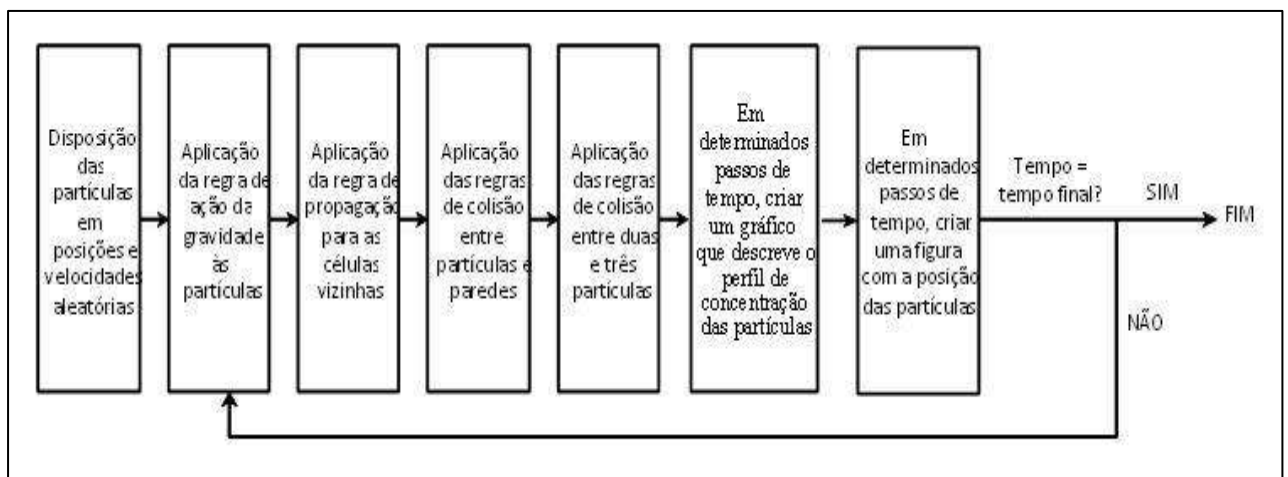 Disposição
das
partículas
em
posições e
velocidades
aleatórias
Aplicação
da regra de
ação da
gravidade
às
partículas
Aplicação
da regra de
propagação
para as
células
vizinhas
Aplicação
das regras
de colisão
entre
partículas e
paredes
Aplicação
das regras
de colisão
entre duas
e três
partículas
Em
determinados
passos de
tempo, criar
um gráfico
que descreve o
perfil de
concentração
das partículas
Em
determinados
passos de
tempo, criar
uma figura
com a posição
das partículas
Tempo =
tempo final?
SIM
FIM
NÃO